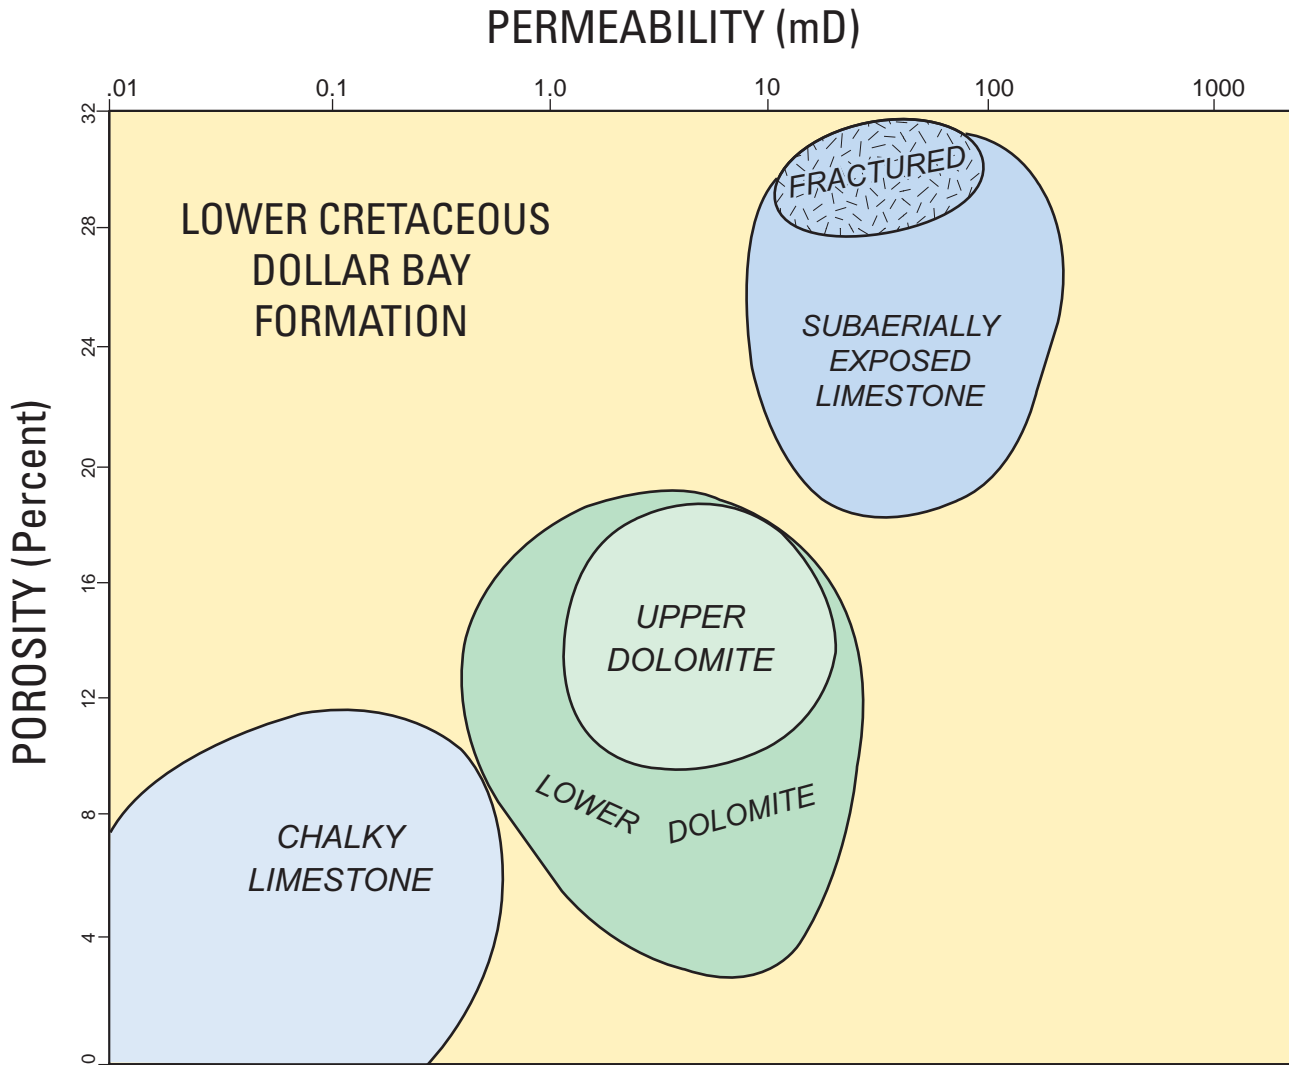 PERMEABILITY (mD)
.01 0.1 1.0 10 100 1000
32
28
24
20
16
12
8
4
0
POROSITY (Percent)
LOWER CRETACEOUS
DOLLAR BAY
FORMATION
FRACTURED
SUBAERIALLY
EXPOSED
LIMESTONE
UPPER
DOLOMITE
LOWER DOLOMITE
CHALKY
LIMESTONE